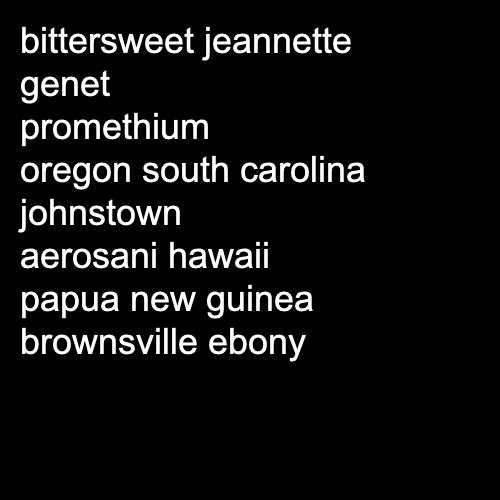 bittersweet jeannette
genet
promethium
oregon south carolina
johnstown
aerosani hawaii
papua new guinea
brownsville ebony